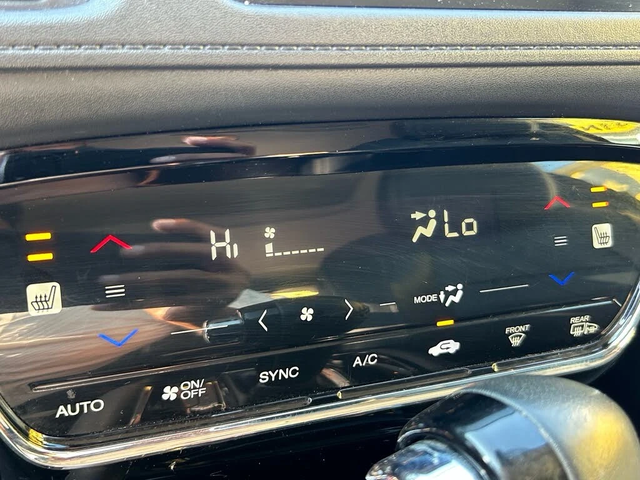 Hi
Lo
MODE
REAR
FRONT
A/C
SYNC
ON/
OFF
AUTO